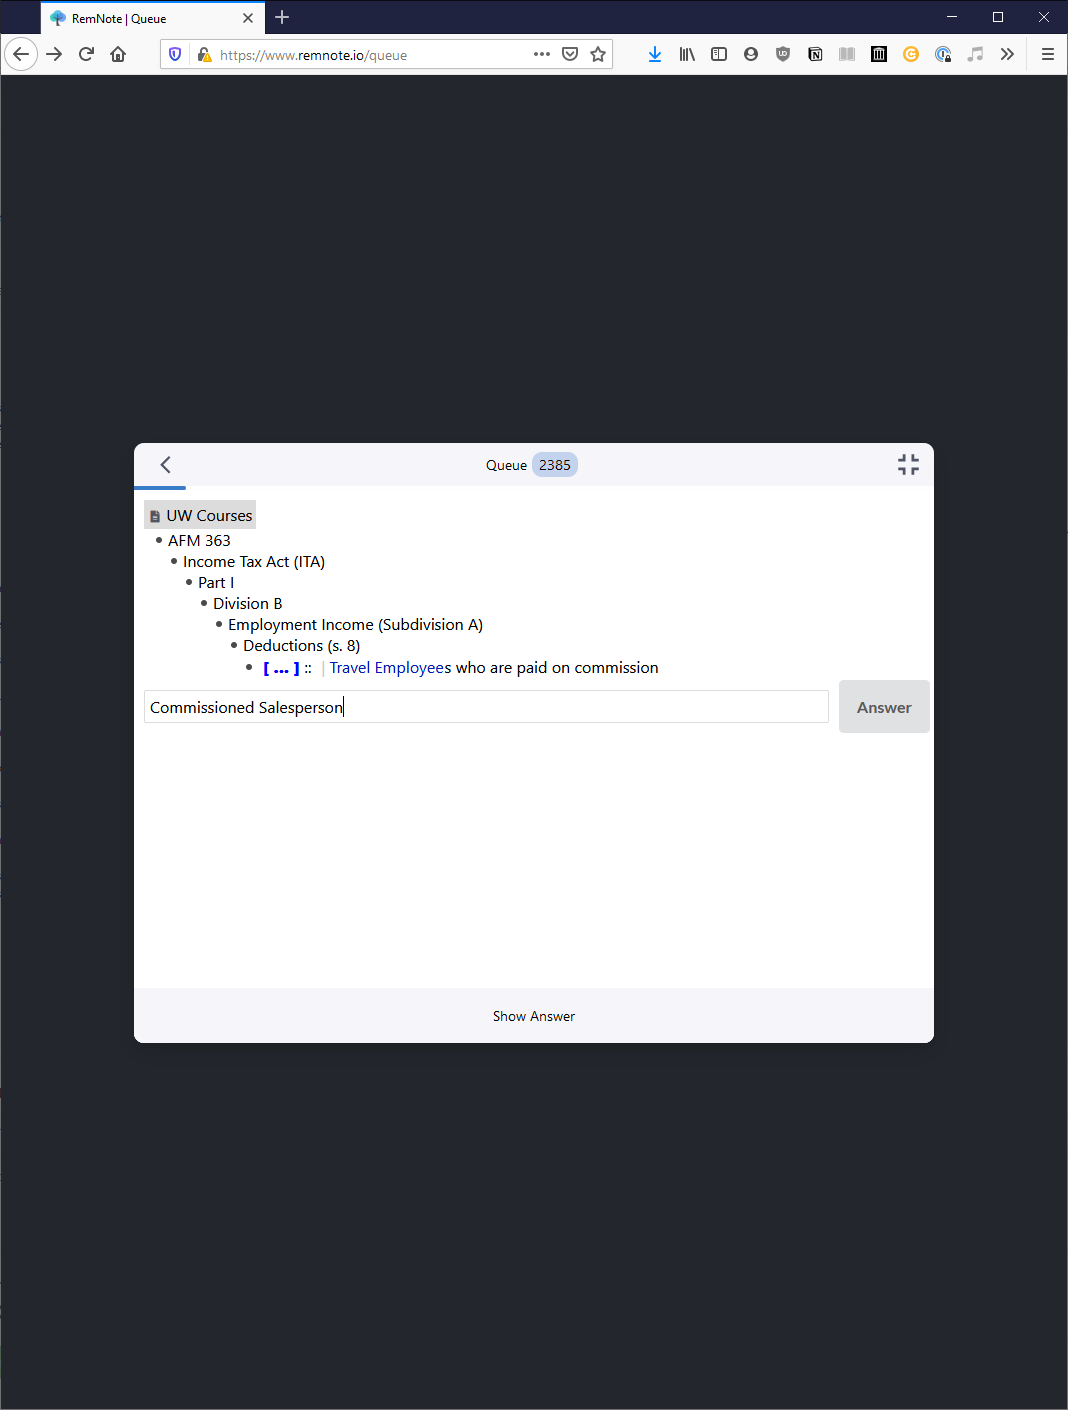 RemNote | Queue
https://www.remnote.io/queue
Queue 2385
UW Courses
AFM 363
Income Tax Act (ITA)
Part I
Division B
Employment Income (Subdivision A)
Deductions (s. 8)
[ ... ] :: | Travel Employees who are paid on commission
Commissioned Salesperson
Answer
Show Answer